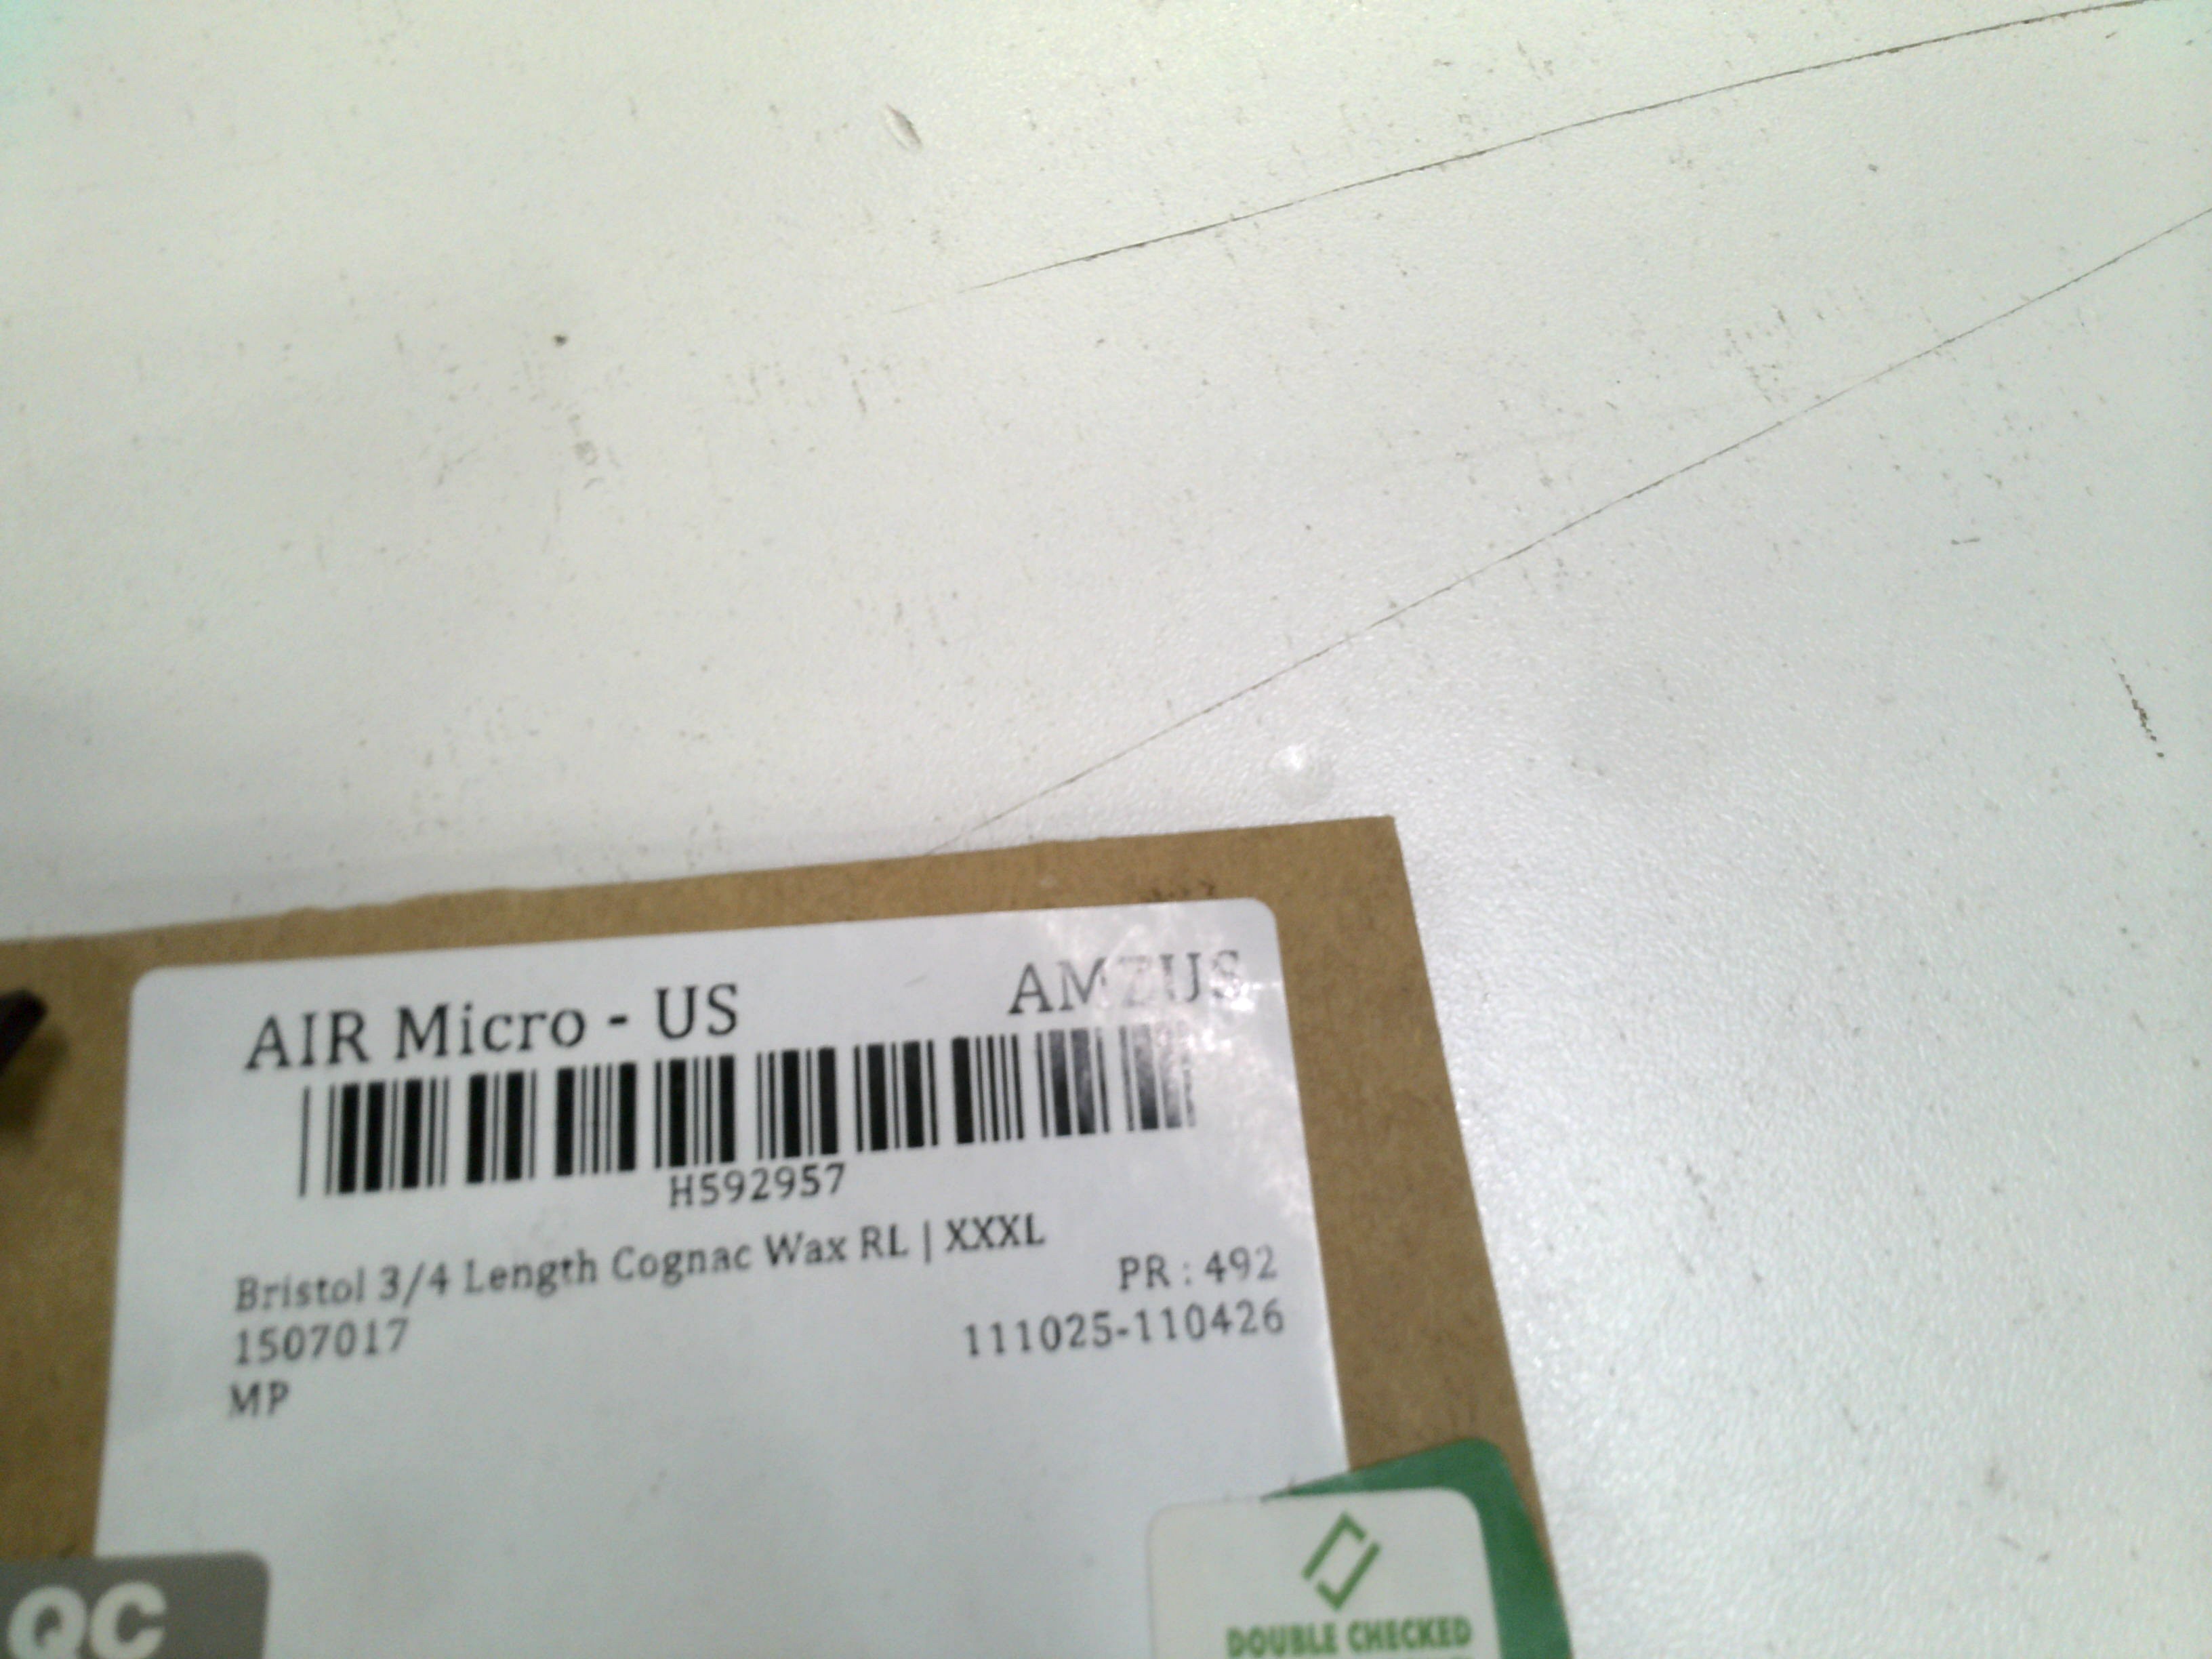 AIR Micro - US AMZUS
H592957
Bristol 3/4 Length Cognac Wax RL | XXXL
PR : 492
1507017 111025-110426
MP
QC
DOUBLE CHECKED